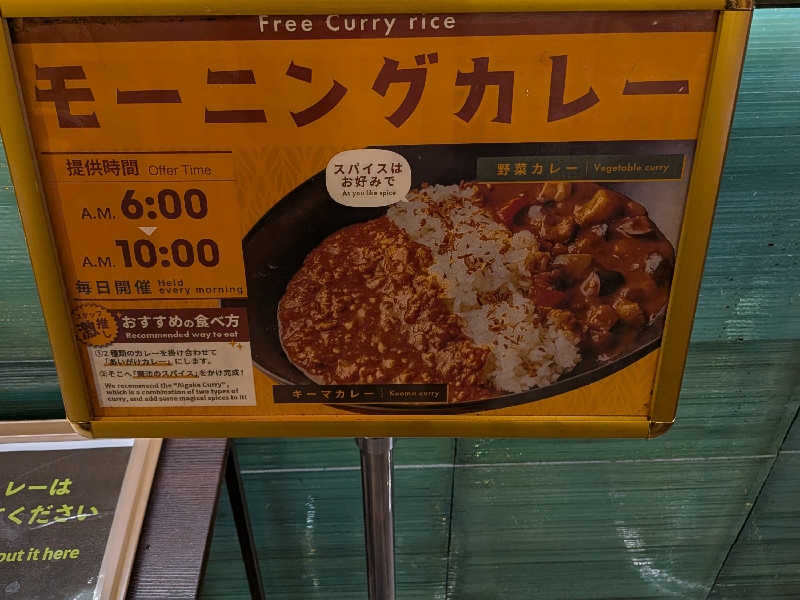 Free Curry rice
モーニングカレー
提供時間 Offer Time
A.M. 6:00
A.M. 10:00
毎日開催 Held every morning
スパイスは
お好みで
As you like spice
野菜カレー Vegetable curry
スタッフ
激推
おすすめの食べ方
Recommended way to eat
①2種類のカレーを掛け合わせて
「あいがけカレー」にします。
②そこへ「魔法のスパイス」をかけ完成!
We recommend the "Aigake Curry",
which is a combination of two types of
curry, and add some magical spices to it!
キーマカレー Keema curry
レーは
ください
out it here